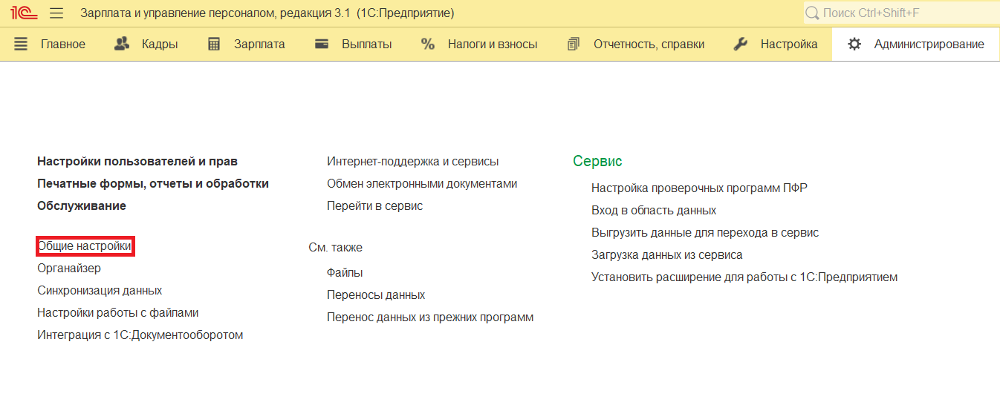 1С Зарплата и управление персоналом, редакция 3.1 (1С:Предприятие) Поиск Ctrl+Shift+F
Главное Кадры Зарплата Выплаты % Налоги и взносы Отчетность, справки Настройка Администрирование
Настройки пользователей и прав
Печатные формы, отчеты и обработки
Обслуживание
Общие настройки
Органайзер
Синхронизация данных
Настройки работы с файлами
Интеграция с 1С:Документооборотом
Интернет-поддержка и сервисы
Обмен электронными документами
Перейти в сервис
См. также
Файлы
Переносы данных
Перенос данных из прежних программ
Сервис
Настройка проверочных программ ПФР
Вход в область данных
Выгрузить данные для перехода в сервис
Загрузка данных из сервиса
Установить расширение для работы с 1С:Предприятием